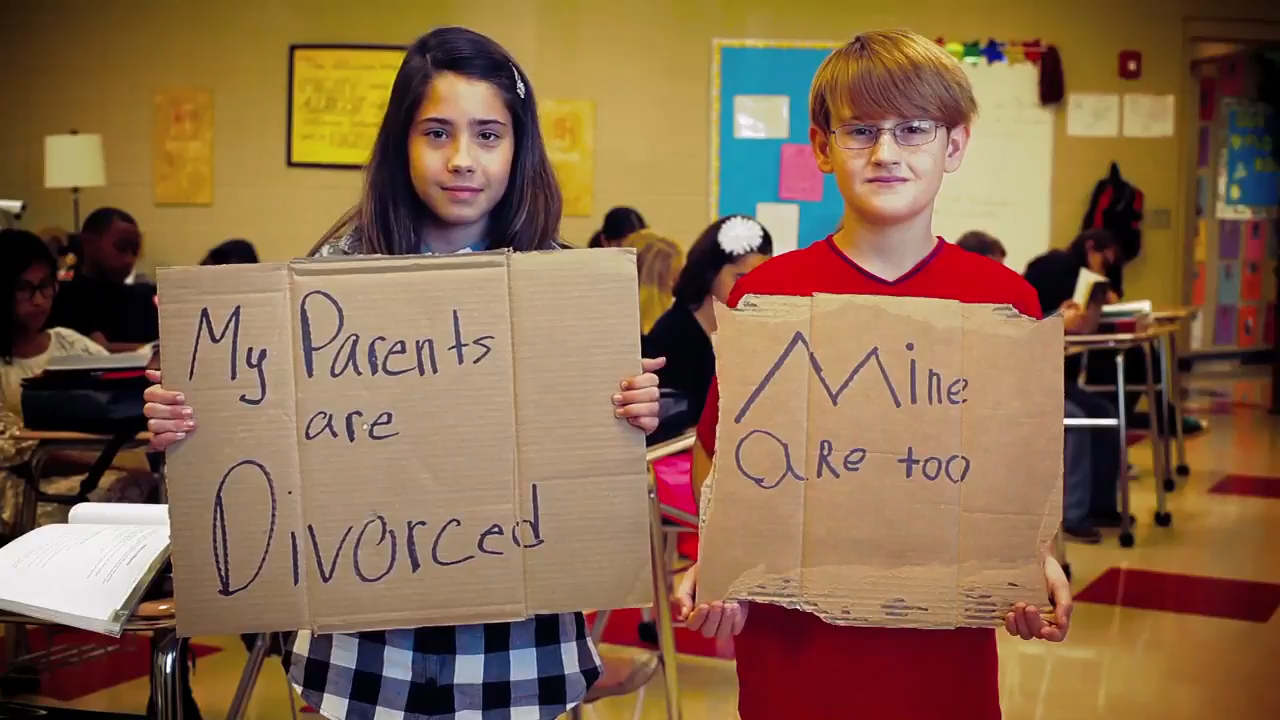 My Parents
are
Divorced
Mine
are too